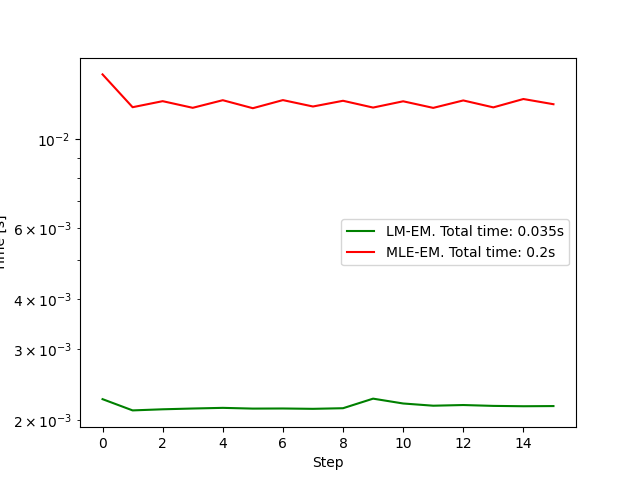 10⁻²
6 × 10⁻³
4 × 10⁻³
3 × 10⁻³
2 × 10⁻³
LM-EM. Total time: 0.035s
MLE-EM. Total time: 0.2s
0 2 4 6 8 10 12 14
Step